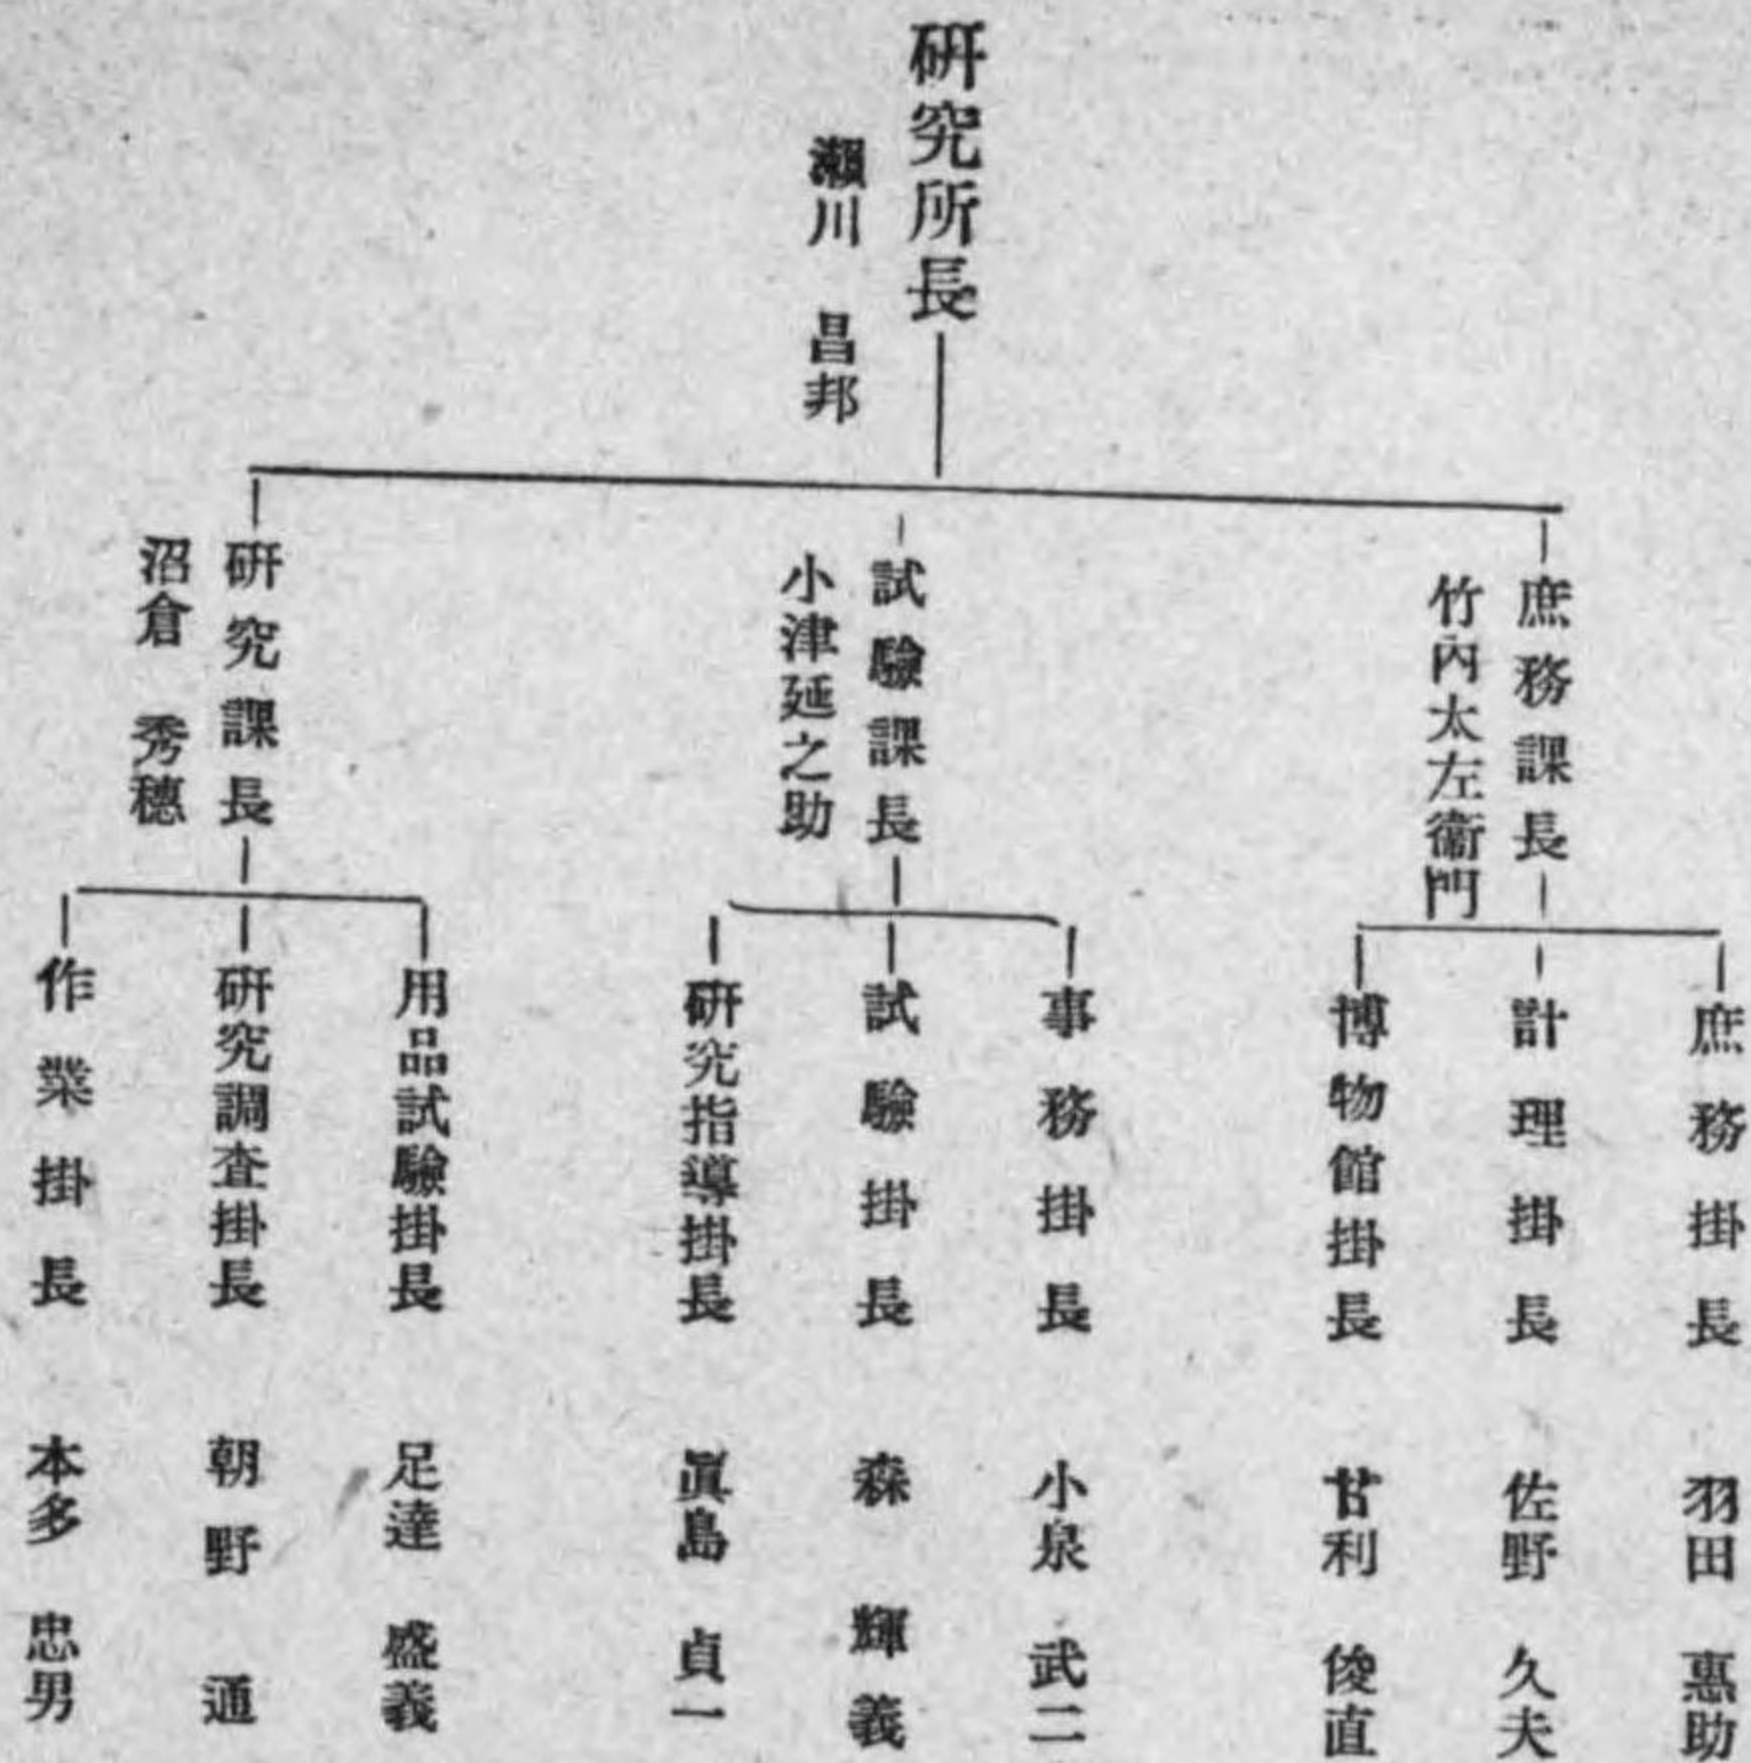 研究所長
瀨川　昌邦
庶務課長
竹內太左衞門
庶務掛長　羽田　惠助
計理掛長　佐野　久夫
博物館掛長　甘利　俊直
試驗課長
小津延之助
事務掛長　小泉　武二
試驗掛長　森　輝義
研究指導掛長　眞島　貞一
研究課長
沼倉　秀穗
用品試驗掛長　足達　盛義
研究調査掛長　朝野　通
作業掛長　本多　忠男